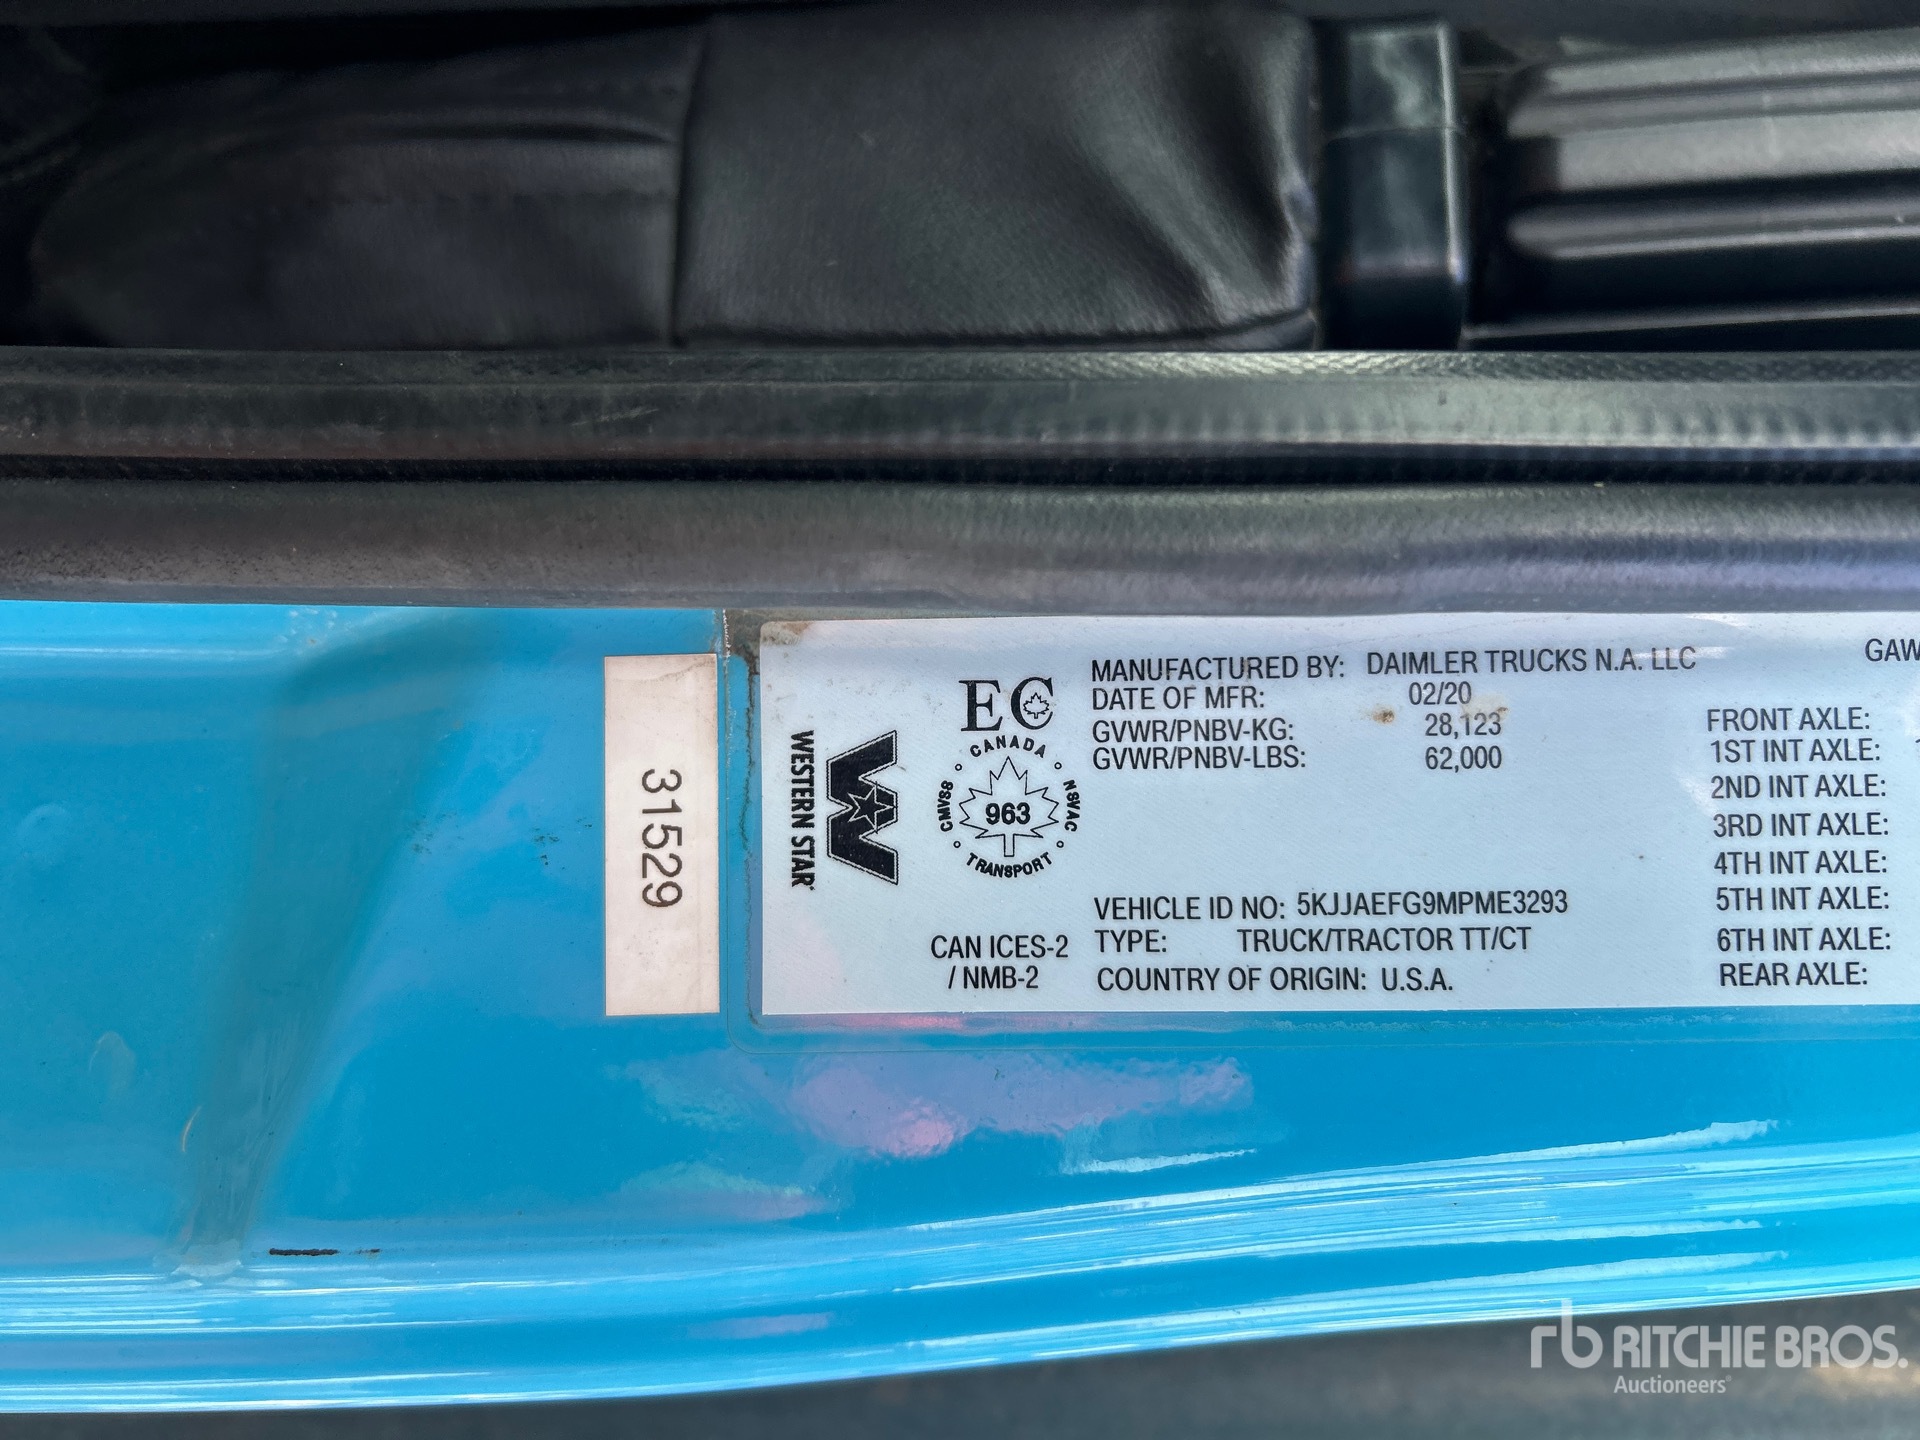 31529
WESTERN STAR
EC
CANADA
CMVSS
963
NSVAC
TRANSPORT
CAN ICES-2
/ NMB-2
MANUFACTURED BY: DAIMLER TRUCKS N.A. LLC
DATE OF MFR: 02/20
GVWR/PNBV-KG: 28,123
GVWR/PNBV-LBS: 62,000
VEHICLE ID NO: 5KJJAEFG9MPME3293
TYPE: TRUCK/TRACTOR TT/CT
COUNTRY OF ORIGIN: U.S.A.
FRONT AXLE:
1ST INT AXLE:
2ND INT AXLE:
3RD INT AXLE:
4TH INT AXLE:
5TH INT AXLE:
6TH INT AXLE:
REAR AXLE:
rb RITCHIE BROS.
Auctioneers